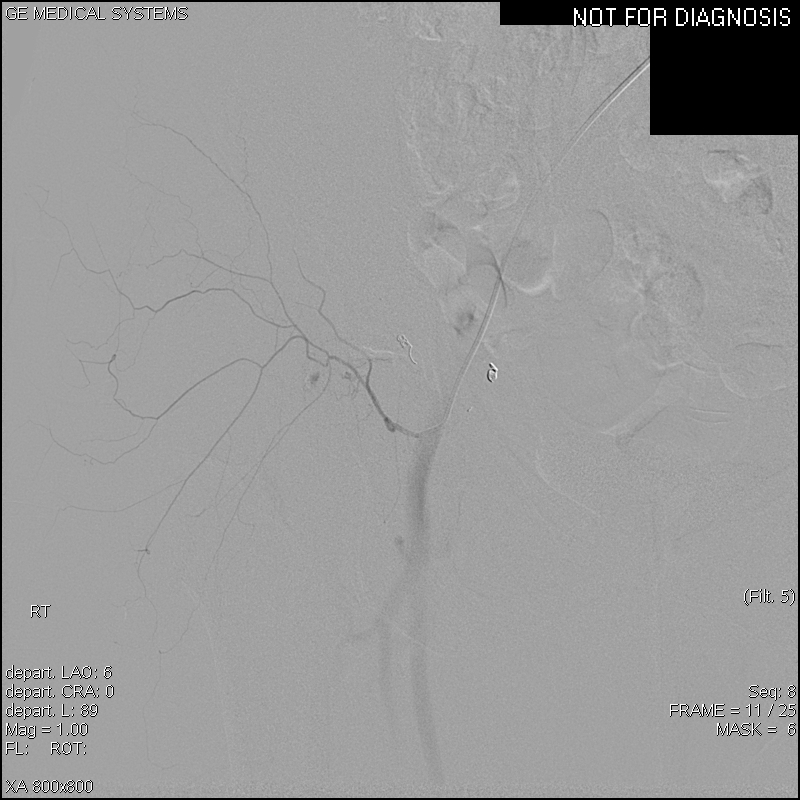 GE MEDICAL SYSTEMS
NOT FOR DIAGNOSIS
RT
(Filt. 5)
depart. LAO: 6
depart. CRA: 0
depart. L: 89
Mag = 1.00
FL: ROT:
Seq: 8
FRAME = 11 / 25
MASK = 6
XA 800x800